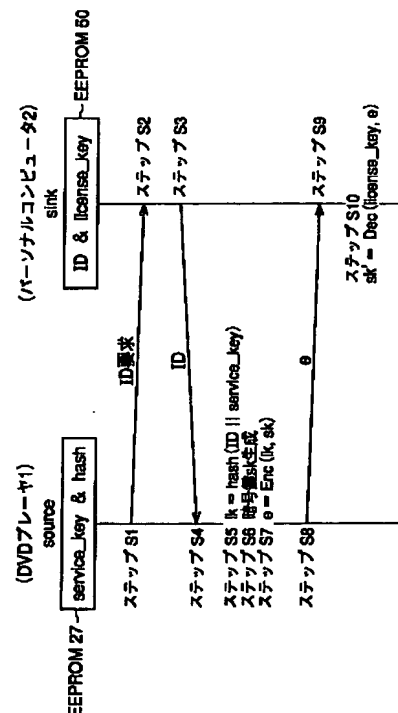 (DVDプレーヤ1)
source
EEPROM 27
service_key & hash
(パーソナルコンピュータ2)
sink
ID & license_key
EEPROM 50
ステップS1
ID要求
ステップS2
ステップS3
ID
ステップS4
ステップS5 lk = hash (ID || service_key)
ステップS6 暗号鍵sk生成
ステップS7 e = Enc (lk, sk)
ステップS8
e
ステップS9
ステップS10
sk' = Dec (license_key, e)